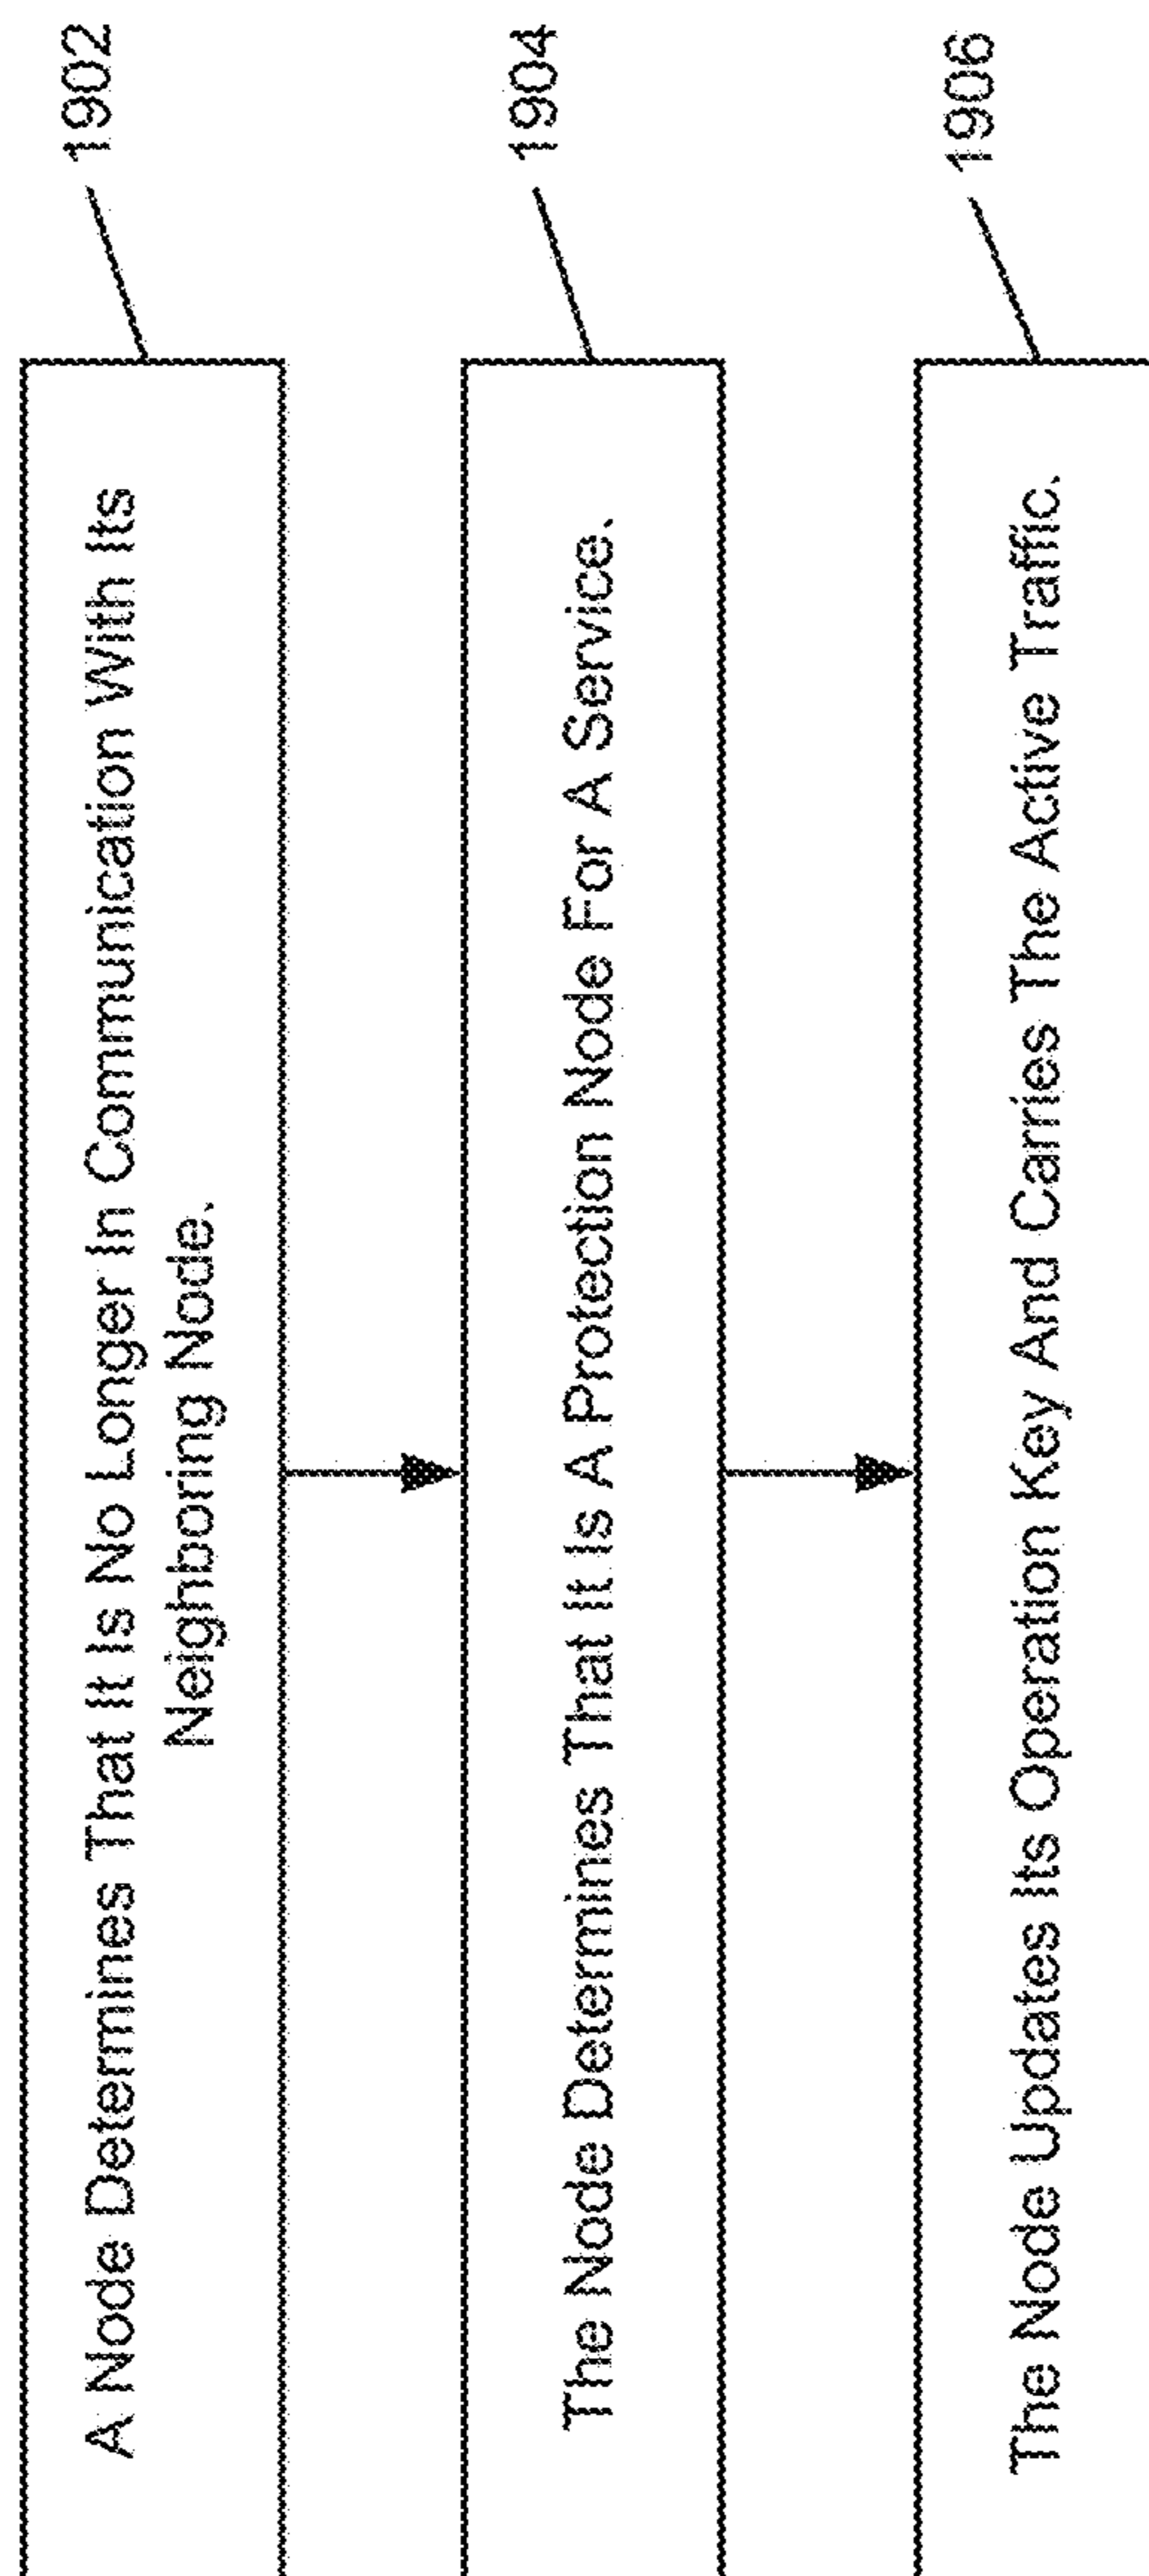 A Node Determines That It Is No Longer In Communication With Its
Neighboring Node.
1902
The Node Determines That It Is A Protection Node For A Service.
1904
The Node Updates Its Operation Key And Carries The Active Traffic.
1906